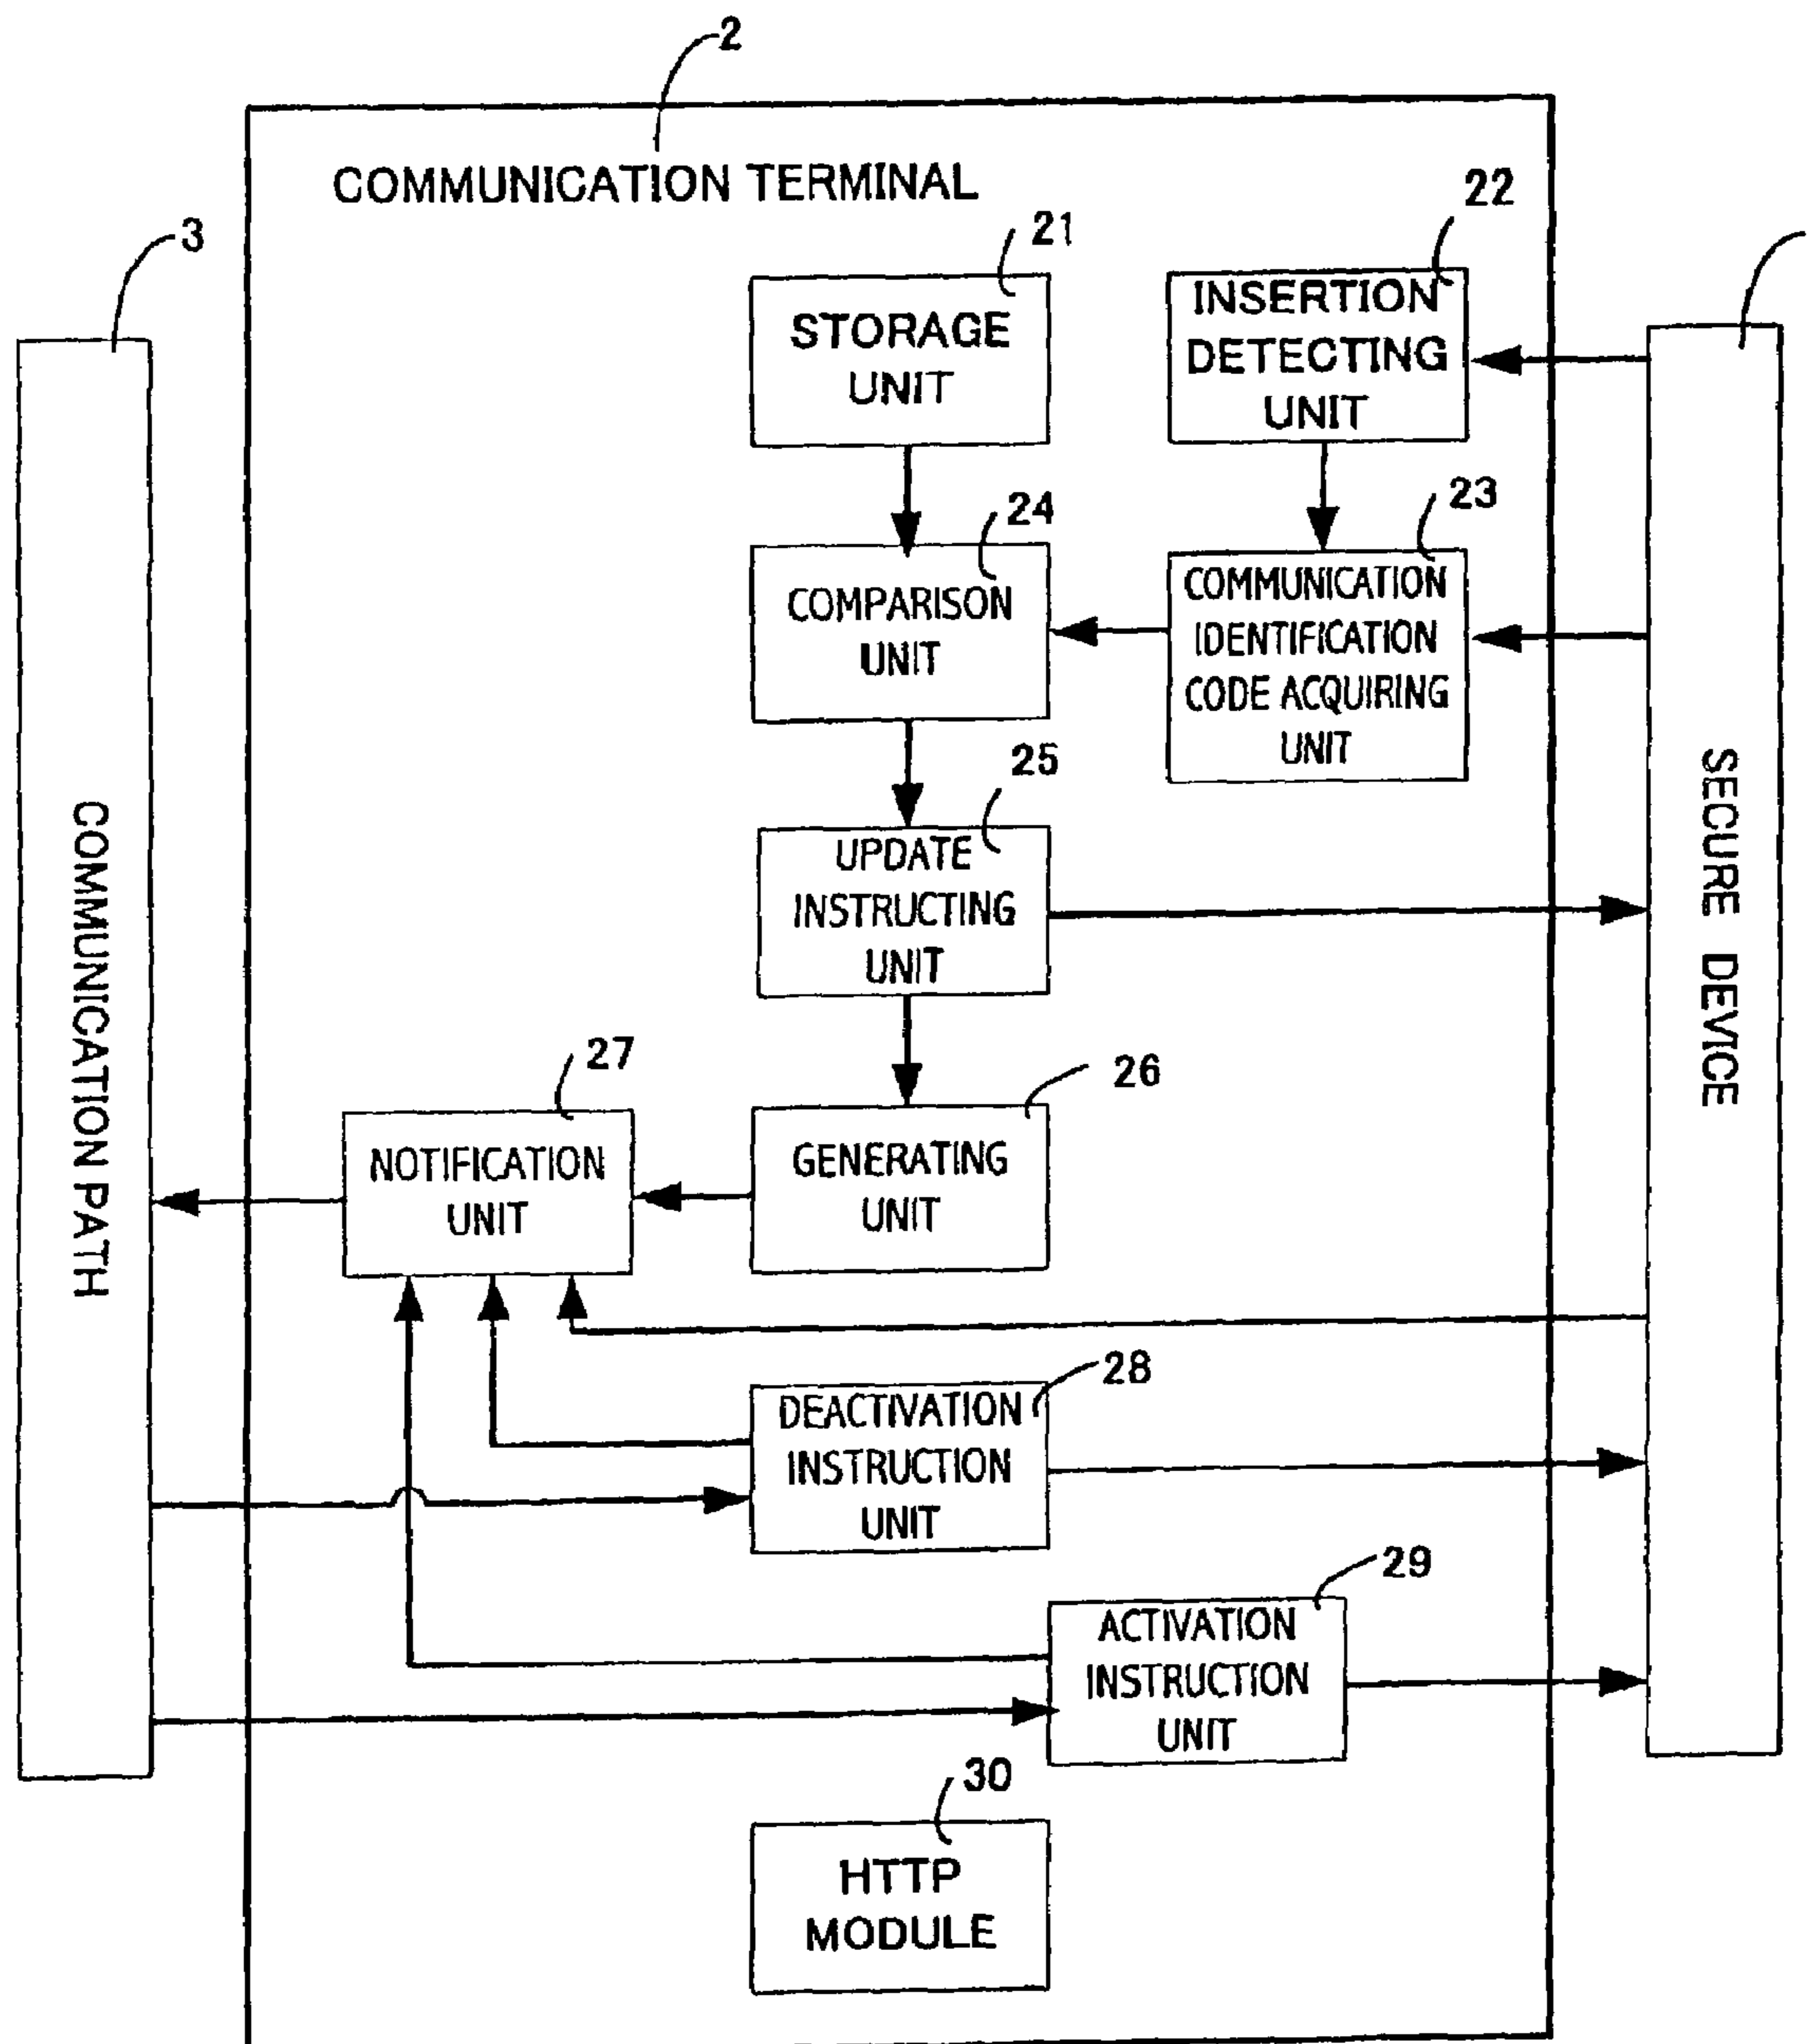 2
COMMUNICATION TERMINAL
3
21
STORAGE
UNIT
22
INSERTION
DETECTING
UNIT
24
COMPARISON
UNIT
23
COMMUNICATION
IDENTIFICATION
CODE ACQUIRING
UNIT
25
UPDATE
INSTRUCTING
UNIT
27
NOTIFICATION
UNIT
26
GENERATING
UNIT
28
DEACTIVATION
INSTRUCTION
UNIT
29
ACTIVATION
INSTRUCTION
UNIT
30
HTTP
MODULE
COMMUNICATION PATH
SECURE DEVICE